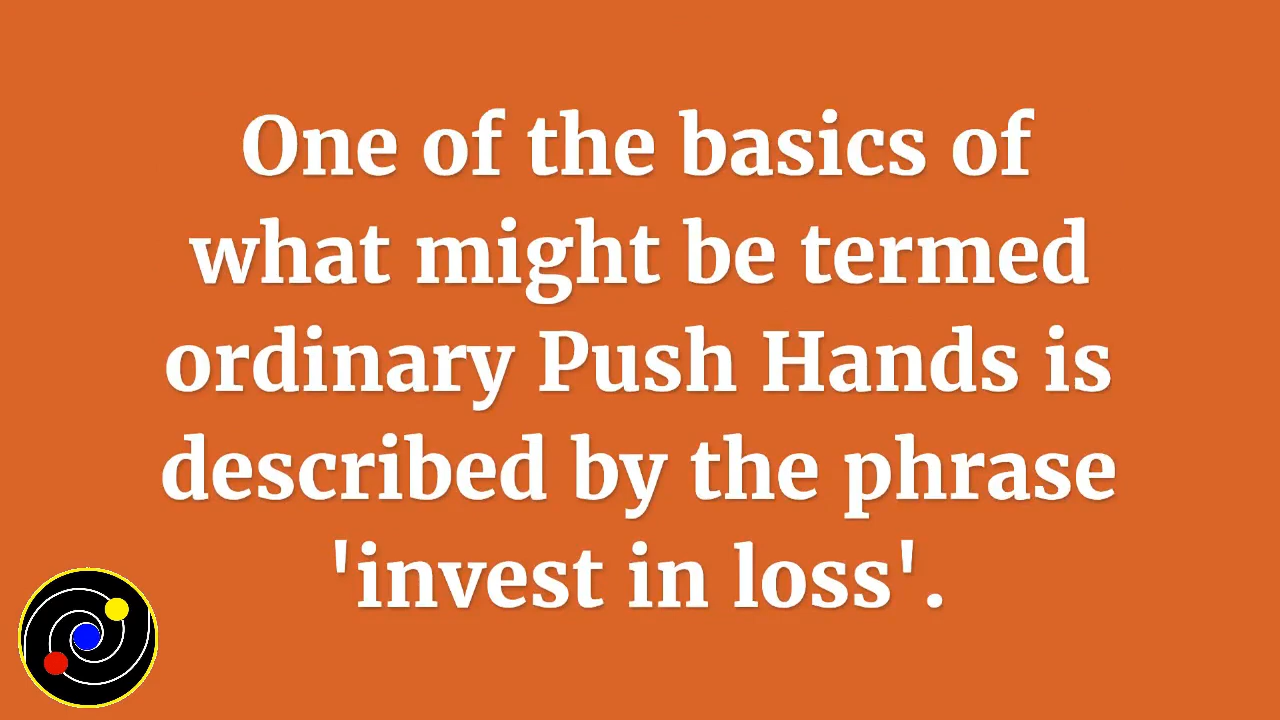 One of the basics of
what might be termed
ordinary Push Hands is
described by the phrase
'invest in loss'.